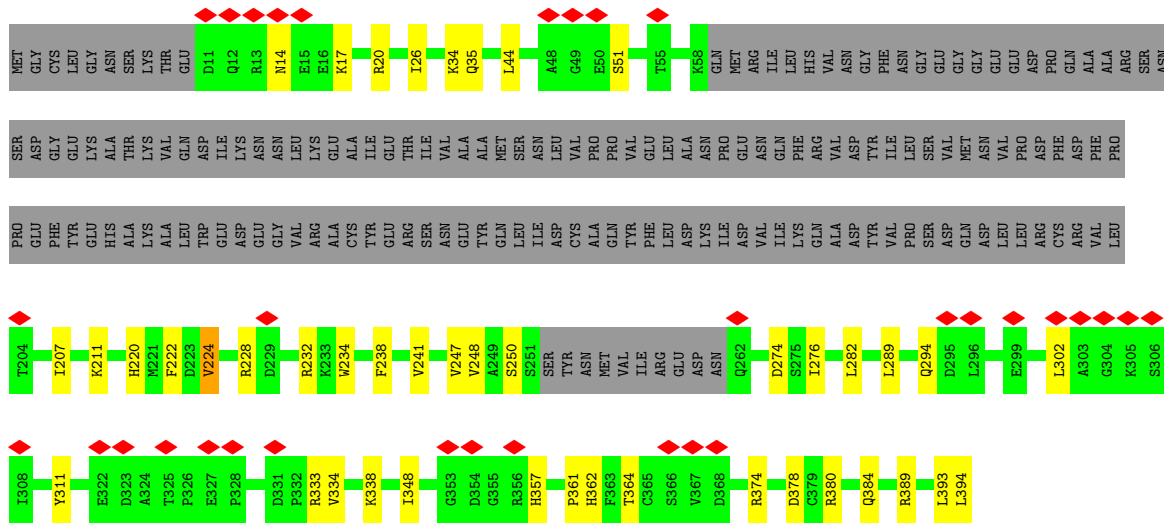 MET GLY CYS LEU GLY ASN SER LYS THR GLU D11 Q12 R13 N14 E15 E16 K17 R20 I26 K34 Q35 L44 A48 G49 E50 S51 T55 K58 GLN MET ARG ILE LEU HIS VAL ASN GLY PHE ASN GLY GLU GLY GLY GLU GLU ASP PRO GLN ALA ALA ARG SER ASN
SER ASP GLY GLU LYS ALA THR LYS VAL GLN ASP ILE LYS ASN ASN LEU LYS GLU ALA ILE GLU THR ILE VAL ALA ALA MET SER ASN LEU VAL PRO PRO VAL GLU LEU ALA ASN PRO GLU ASN GLN PHE ARG VAL ASP TYR ILE LEU SER VAL MET ASN VAL PRO ASP PHE ASP PHE PRO
PRO GLU PHE TYR GLU HIS ALA LYS ALA LEU TRP GLU ASP GLU GLY VAL ARG ALA CYS TYR GLU ARG SER ASN GLU TYR GLN LEU ILE ASP CYS ALA GLN TYR PHE LEU ASP LYS ILE ASP VAL ILE LYS GLN ALA ASP TYR VAL PRO SER ASP GLN ASP LEU LEU ARG CYS ARG VAL LEU
T204 I207 K211 H220 M221 F222 D223 V224 R228 D229 R232 K233 W234 F238 V241 V247 V248 A249 S250 S251 SER TYR ASN MET VAL ILE ARG GLU ASP ASN Q262 D274 S275 I276 L282 L289 Q294 D295 L296 E299 L302 A303 G304 K305 S306
I308 Y311 E322 D323 A324 T325 P326 E327 P328 D331 P332 R333 V334 K338 I348 G353 D354 G355 R356 H357 P361 H362 F363 T364 C365 S366 V367 D368 R374 D378 C379 R380 Q384 R389 L393 L394